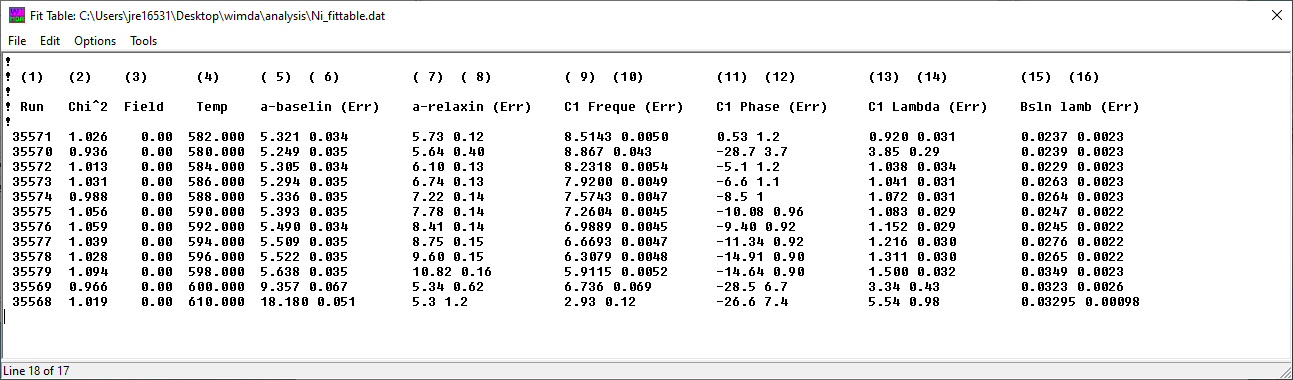 Fit Table: C:\Users\jre16531\Desktop\wimda\analysis\Ni_fittable.dat
File Edit Options Tools
!
! (1) (2) (3) (4) ( 5) ( 6) ( 7) ( 8) ( 9) (10) (11) (12) (13) (14) (15) (16)
!
! Run Chi^2 Field Temp a-baselin (Err) a-relaxin (Err) C1 Freque (Err) C1 Phase (Err) C1 Lambda (Err) Bsln lamb (Err)
!
35571 1.026 0.00 582.000 5.321 0.034 5.73 0.12 8.5143 0.0050 0.53 1.2 0.920 0.031 0.0237 0.0023
35570 0.936 0.00 580.000 5.249 0.035 5.64 0.40 8.867 0.043 -28.7 3.7 3.85 0.29 0.0239 0.0023
35572 1.013 0.00 584.000 5.305 0.034 6.10 0.13 8.2318 0.0054 -5.1 1.2 1.038 0.034 0.0229 0.0023
35573 1.031 0.00 586.000 5.294 0.035 6.74 0.13 7.9200 0.0049 -6.6 1.1 1.041 0.031 0.0263 0.0023
35574 0.988 0.00 588.000 5.336 0.035 7.22 0.14 7.5743 0.0047 -8.5 1 1.072 0.031 0.0264 0.0023
35575 1.056 0.00 590.000 5.393 0.035 7.78 0.14 7.2604 0.0045 -10.08 0.96 1.083 0.029 0.0247 0.0022
35576 1.059 0.00 592.000 5.490 0.034 8.41 0.14 6.9889 0.0045 -9.40 0.92 1.152 0.029 0.0245 0.0022
35577 1.039 0.00 594.000 5.509 0.035 8.75 0.15 6.6693 0.0047 -11.34 0.92 1.216 0.030 0.0276 0.0022
35578 1.028 0.00 596.000 5.522 0.035 9.60 0.15 6.3079 0.0048 -14.91 0.90 1.311 0.030 0.0265 0.0022
35579 1.094 0.00 598.000 5.638 0.035 10.82 0.16 5.9115 0.0052 -14.64 0.90 1.500 0.032 0.0349 0.0023
35569 0.966 0.00 600.000 9.357 0.067 5.34 0.62 6.736 0.069 -28.5 6.7 3.34 0.43 0.0323 0.0026
35568 1.019 0.00 610.000 18.180 0.051 5.3 1.2 2.93 0.12 -26.6 7.4 5.54 0.98 0.03295 0.00098
Line 18 of 17